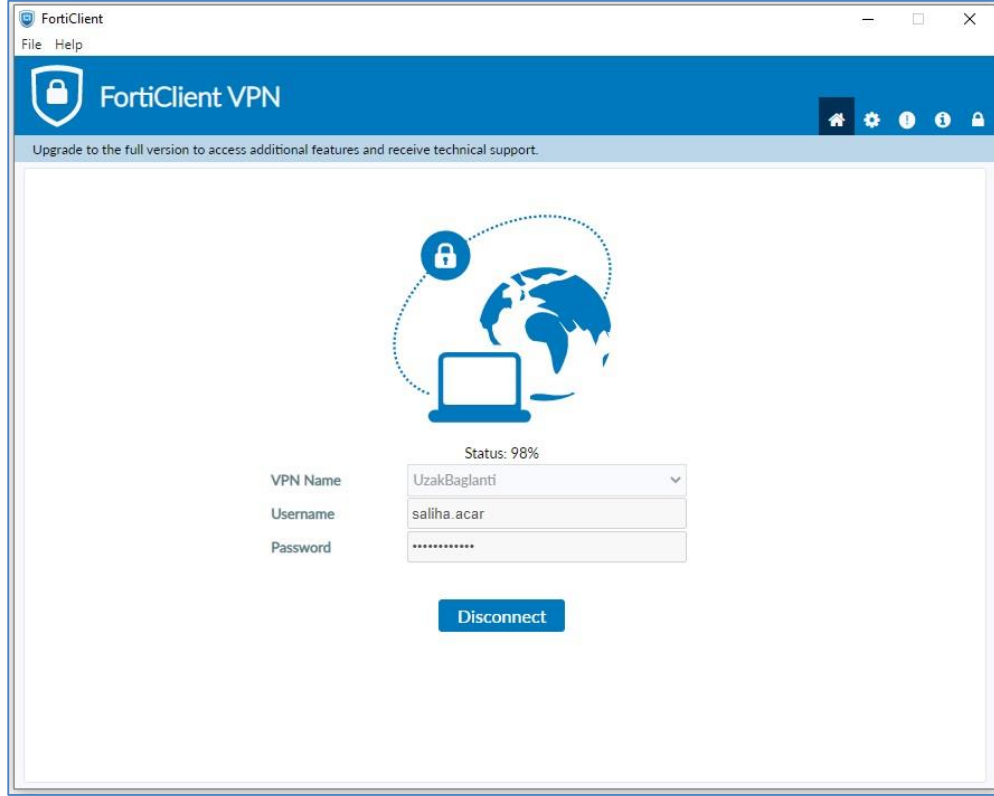 FortiClient
File Help
FortiClient VPN
Upgrade to the full version to access additional features and receive technical support.
Status: 98%
VPN Name UzakBaglanti
Username saliha.acar
Password ••••••••••••
Disconnect